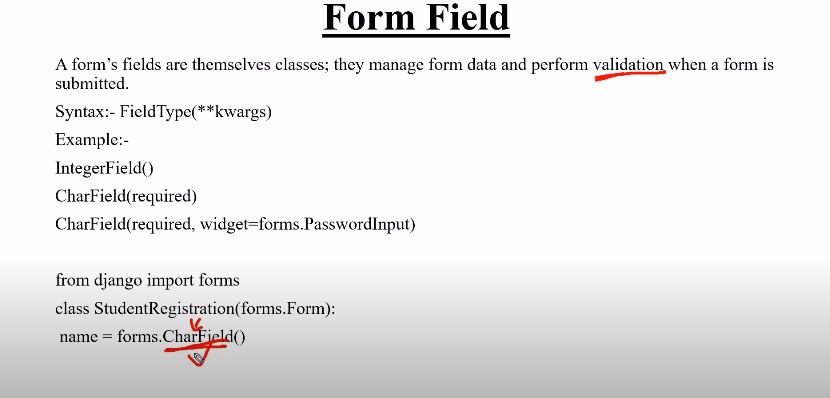 Form Field
A form's fields are themselves classes; they manage form data and perform validation when a form is
submitted.
Syntax:- FieldType(**kwargs)
Example:-
IntegerField()
CharField(required)
CharField(required, widget=forms.PasswordInput)
from django import forms
class StudentRegistration(forms.Form):
name = forms.CharField()